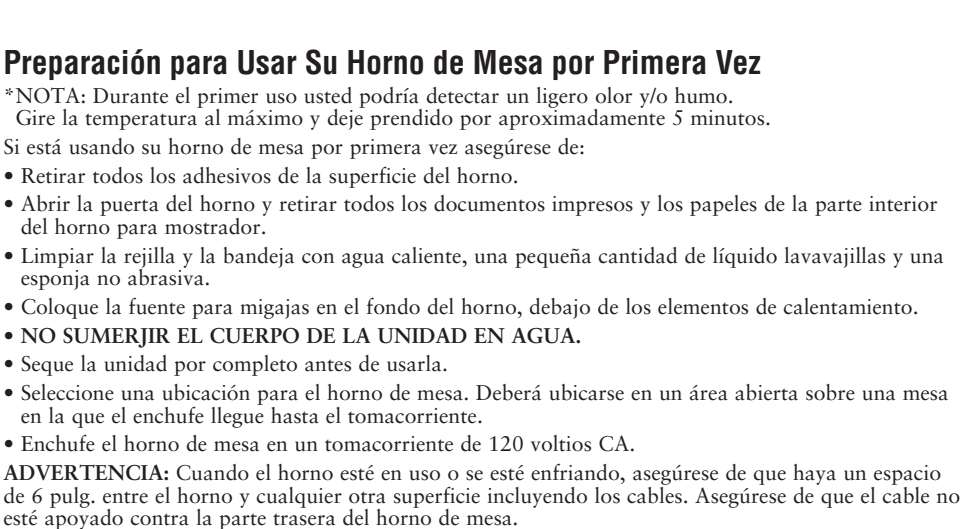 Preparación para Usar Su Horno de Mesa por Primera Vez
*NOTA: Durante el primer uso usted podría detectar un ligero olor y/o humo.
Gire la temperatura al máximo y deje prendido por aproximadamente 5 minutos.
Si está usando su horno de mesa por primera vez asegúrese de:
• Retirar todos los adhesivos de la superficie del horno.
• Abrir la puerta del horno y retirar todos los documentos impresos y los papeles de la parte interior
del horno para mostrador.
• Limpiar la rejilla y la bandeja con agua caliente, una pequeña cantidad de líquido lavavajillas y una
esponja no abrasiva.
• Coloque la fuente para migajas en el fondo del horno, debajo de los elementos de calentamiento.
• NO SUMERJIR EL CUERPO DE LA UNIDAD EN AGUA.
• Seque la unidad por completo antes de usarla.
• Seleccione una ubicación para el horno de mesa. Deberá ubicarse en un área abierta sobre una mesa
en la que el enchufe llegue hasta el tomacorriente.
• Enchufe el horno de mesa en un tomacorriente de 120 voltios CA.
ADVERTENCIA: Cuando el horno esté en uso o se esté enfriando, asegúrese de que haya un espacio
de 6 pulg. entre el horno y cualquier otra superficie incluyendo los cables. Asegúrese de que el cable no
esté apoyado contra la parte trasera del horno de mesa.